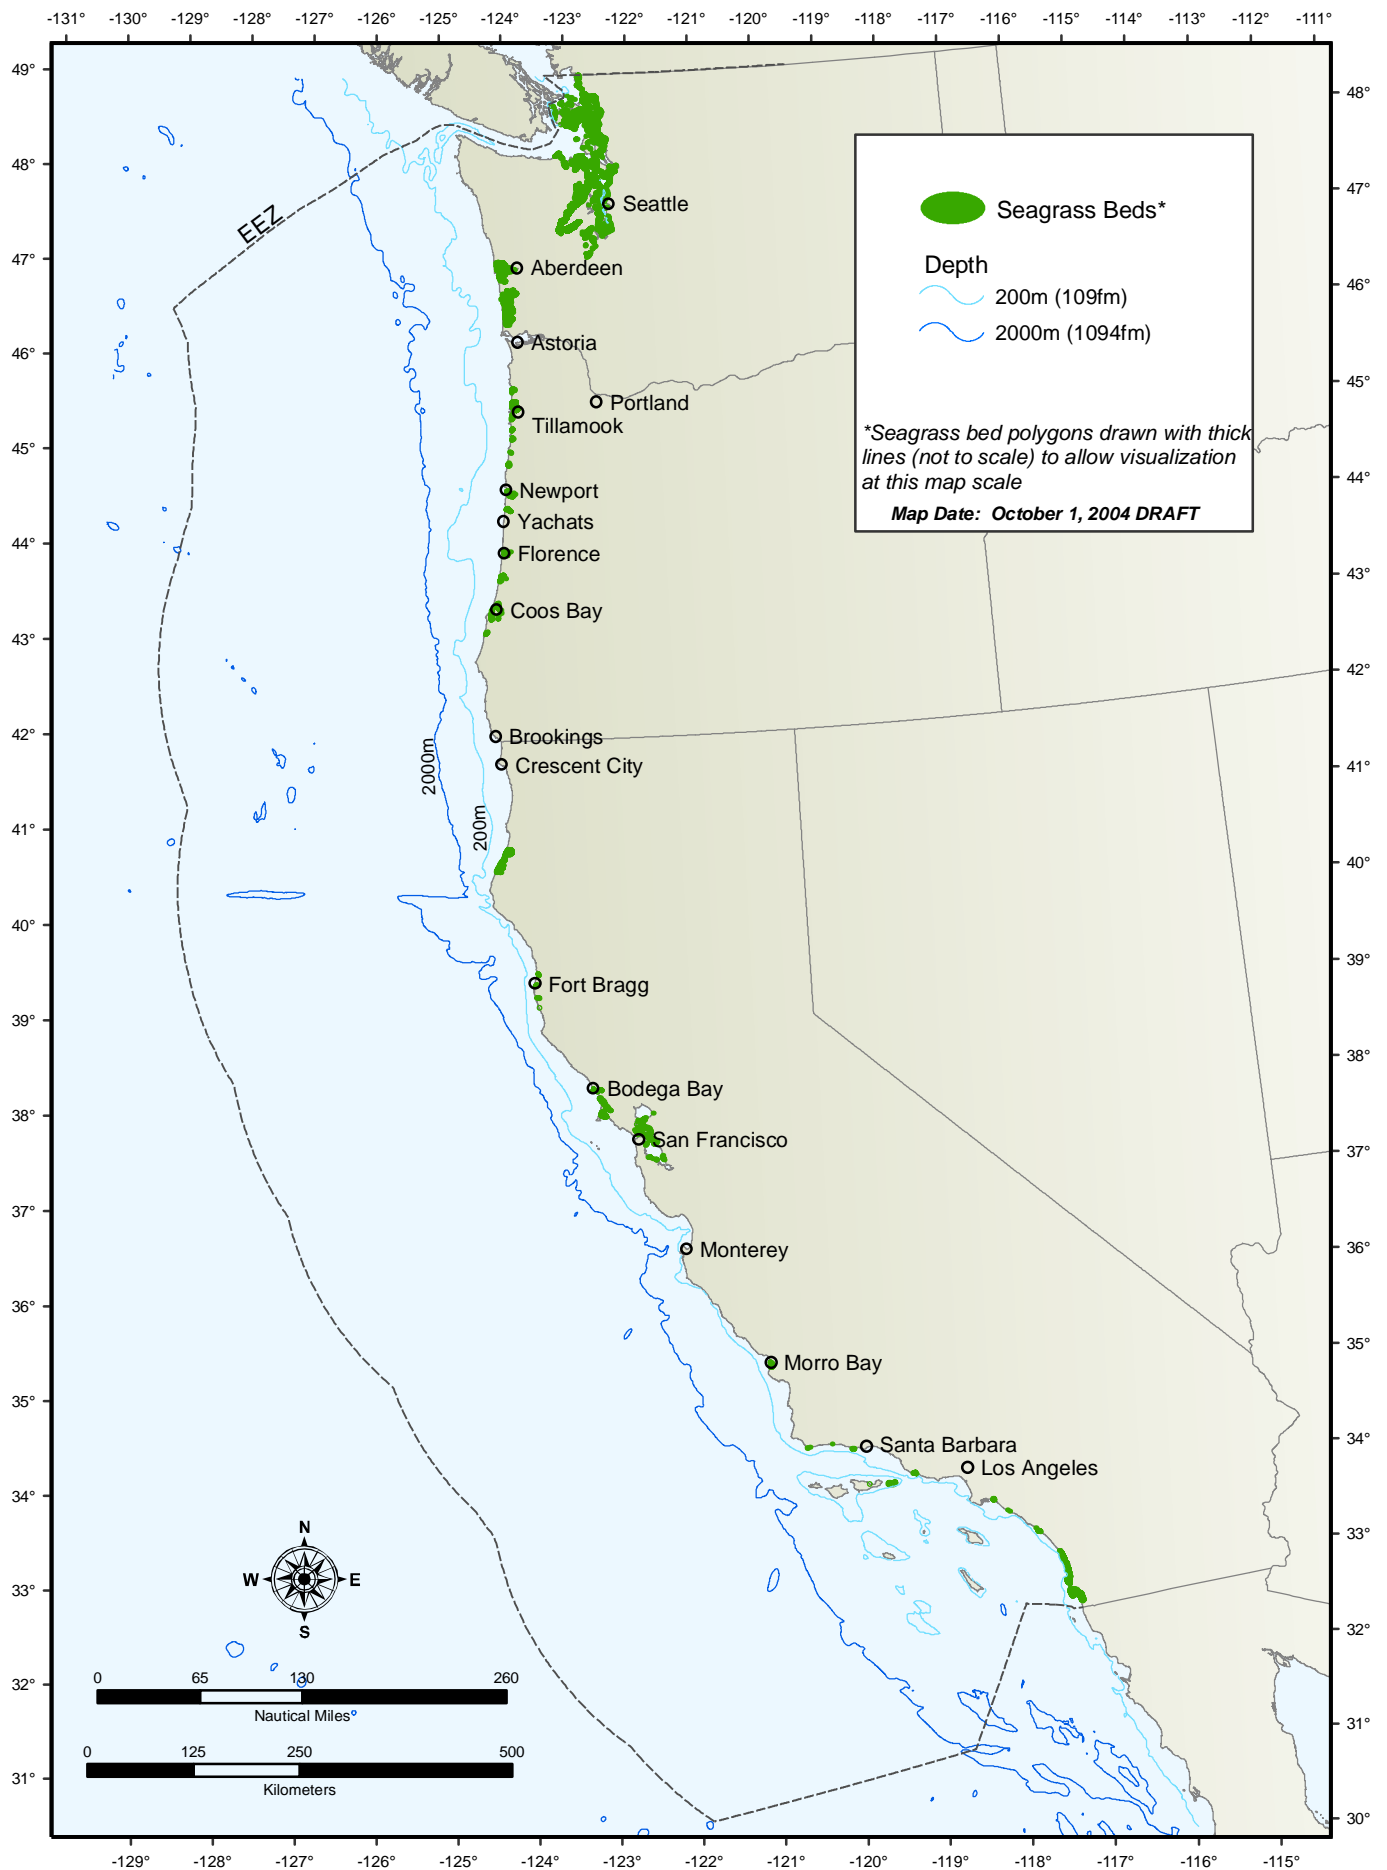 -131° -130° -129° -128° -127° -126° -125° -124° -123° -122° -121° -120° -119° -118° -117° -116° -115° -114° -113° -112° -111°
49°
48°
47°
46°
45°
44°
43°
42°
41°
40°
39°
38°
37°
36°
35°
34°
33°
32°
31°
EEZ
Seattle
Aberdeen
Astoria
Portland
Tillamook
Newport
Yachats
Florence
Coos Bay
Brookings
Crescent City
2000m
200m
Fort Bragg
Bodega Bay
San Francisco
Monterey
Morro Bay
Santa Barbara
Los Angeles
Seagrass Beds*
Depth
200m (109fm)
2000m (1094fm)
*Seagrass bed polygons drawn with thick
lines (not to scale) to allow visualization
at this map scale
Map Date: October 1, 2004 DRAFT
48°
47°
46°
45°
44°
43°
42°
41°
40°
39°
38°
37°
36°
35°
34°
33°
32°
31°
30°
N
W E
S
0 65 130 260
Nautical Miles
0 125 250 500
Kilometers
-129° -128° -127° -126° -125° -124° -123° -122° -121° -120° -119° -118° -117° -116° -115°